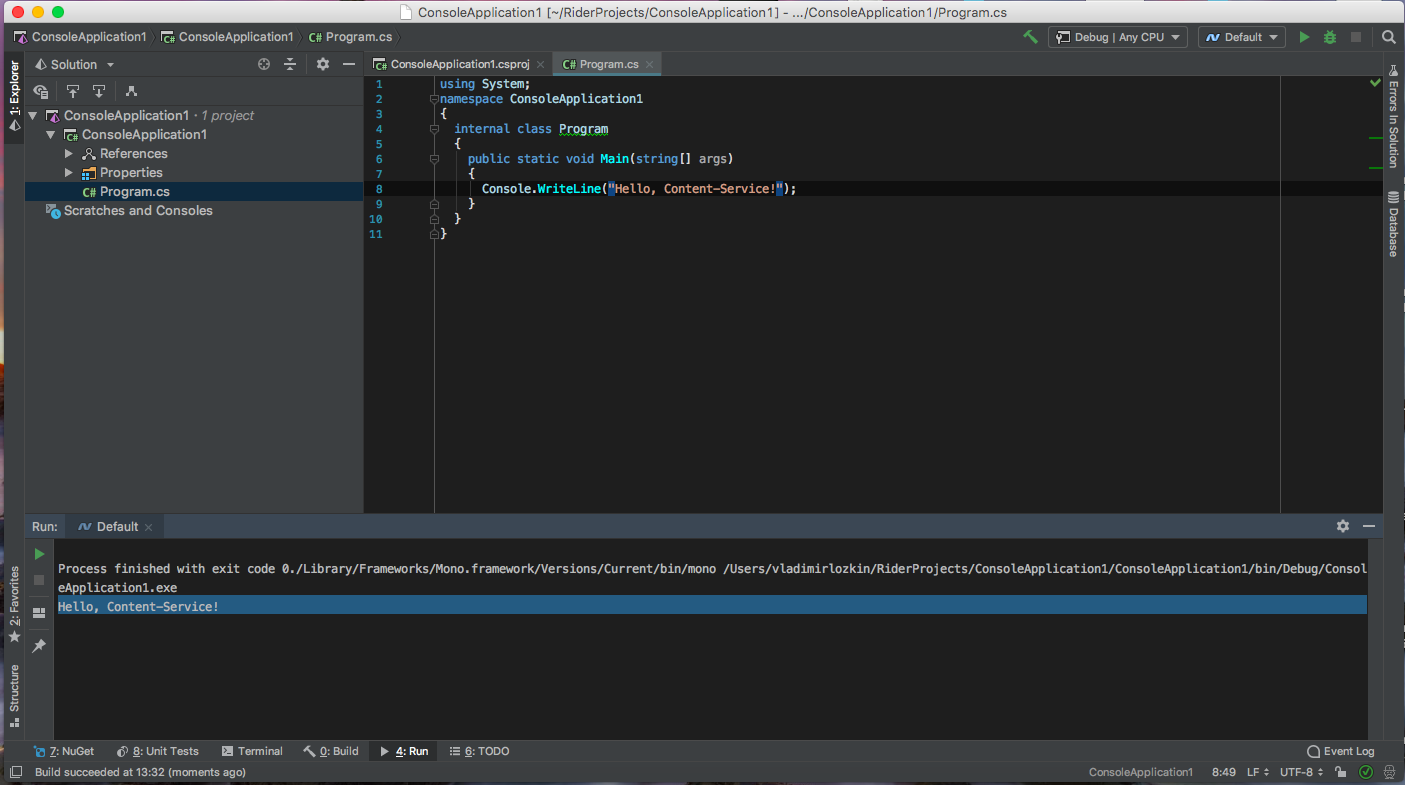 ConsoleApplication1 [~/RiderProjects/ConsoleApplication1] - .../ConsoleApplication1/Program.cs
ConsoleApplication1 ConsoleApplication1 C# Program.cs
Debug | Any CPU Default
1: Explorer
Solution
ConsoleApplication1 · 1 project
C# ConsoleApplication1
References
Properties
C# Program.cs
Scratches and Consoles
C# ConsoleApplication1.csproj C# Program.cs
1 using System;
2 namespace ConsoleApplication1
3 {
4 internal class Program
5 {
6 public static void Main(string[] args)
7 {
8 Console.WriteLine("Hello, Content-Service!");
9 }
10 }
11 }
Errors In Solution
Database
Run: Default
Process finished with exit code 0./Library/Frameworks/Mono.framework/Versions/Current/bin/mono /Users/vladimirlozkin/RiderProjects/ConsoleApplication1/ConsoleApplication1/bin/Debug/Consol
eApplication1.exe
Hello, Content-Service!
2: Favorites
Structure
7: NuGet 8: Unit Tests Terminal 0: Build 4: Run 6: TODO Event Log
Build succeeded at 13:32 (moments ago) ConsoleApplication1 8:49 LF UTF-8